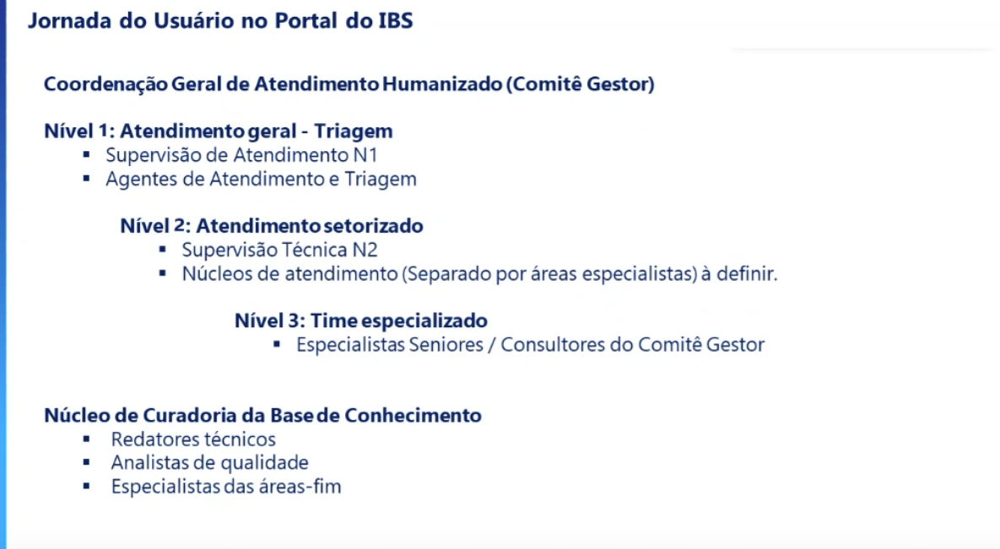 Jornada do Usuário no Portal do IBS
Coordenação Geral de Atendimento Humanizado (Comitê Gestor)
Nível 1: Atendimento geral - Triagem
▪ Supervisão de Atendimento N1
▪ Agentes de Atendimento e Triagem
Nível 2: Atendimento setorizado
▪ Supervisão Técnica N2
▪ Núcleos de atendimento (Separado por áreas especialistas) à definir.
Nível 3: Time especializado
▪ Especialistas Seniores / Consultores do Comitê Gestor
Núcleo de Curadoria da Base de Conhecimento
▪ Redatores técnicos
▪ Analistas de qualidade
▪ Especialistas das áreas-fim